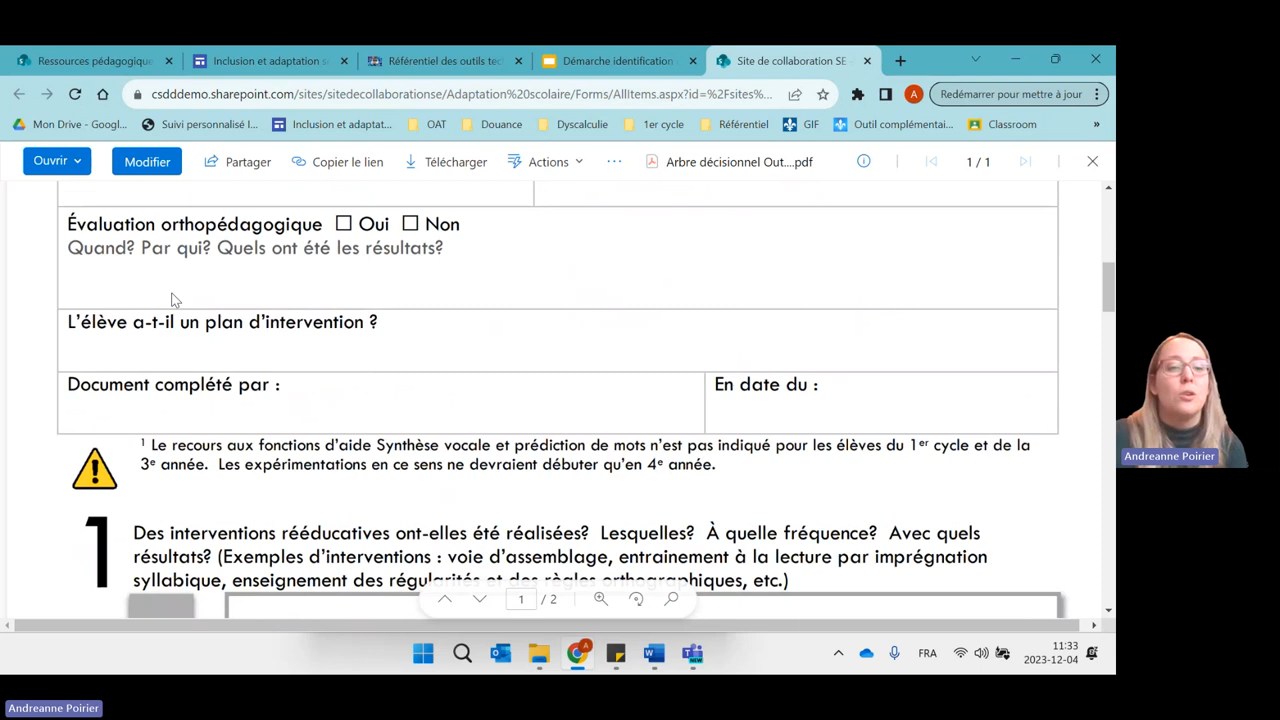 Ressources pédagogique
Inclusion et adaptation s
Référentiel des outils tec
Démarche identification
Site de collaboration SE
csdddemo.sharepoint.com/sites/sitedecollaborationse/Adaptation%20scolaire/Forms/AllItems.aspx?id=%2Fsites%...
A
Redémarrer pour mettre à jour
Mon Drive - Googl...
Suivi personnalisé I...
Inclusion et adaptat...
OAT
Douance
Dyscalculie
1er cycle
Référentiel
GIF
Outil complémentai...
Classroom
»
Ouvrir
Modifier
Partager
Copier le lien
Télécharger
Actions
...
Arbre décisionnel Out....pdf
1 / 1
Évaluation orthopédagogique ☐ Oui ☐ Non
Quand? Par qui? Quels ont été les résultats?
L'élève a-t-il un plan d'intervention ?
Document complété par :
En date du :
1 Le recours aux fonctions d'aide Synthèse vocale et prédiction de mots n'est pas indiqué pour les élèves du 1er cycle et de la
3e année. Les expérimentations en ce sens ne devraient débuter qu'en 4e année.
1
Des interventions rééducatives ont-elles été réalisées? Lesquelles? À quelle fréquence? Avec quels
résultats? (Exemples d'interventions : voie d'assemblage, entrainement à la lecture par imprégnation
syllabique, enseignement des régularités et des règles orthographiques, etc.)
1 / 2
Andreanne Poirier
FRA
11:33
2023-12-04
Andreanne Poirier